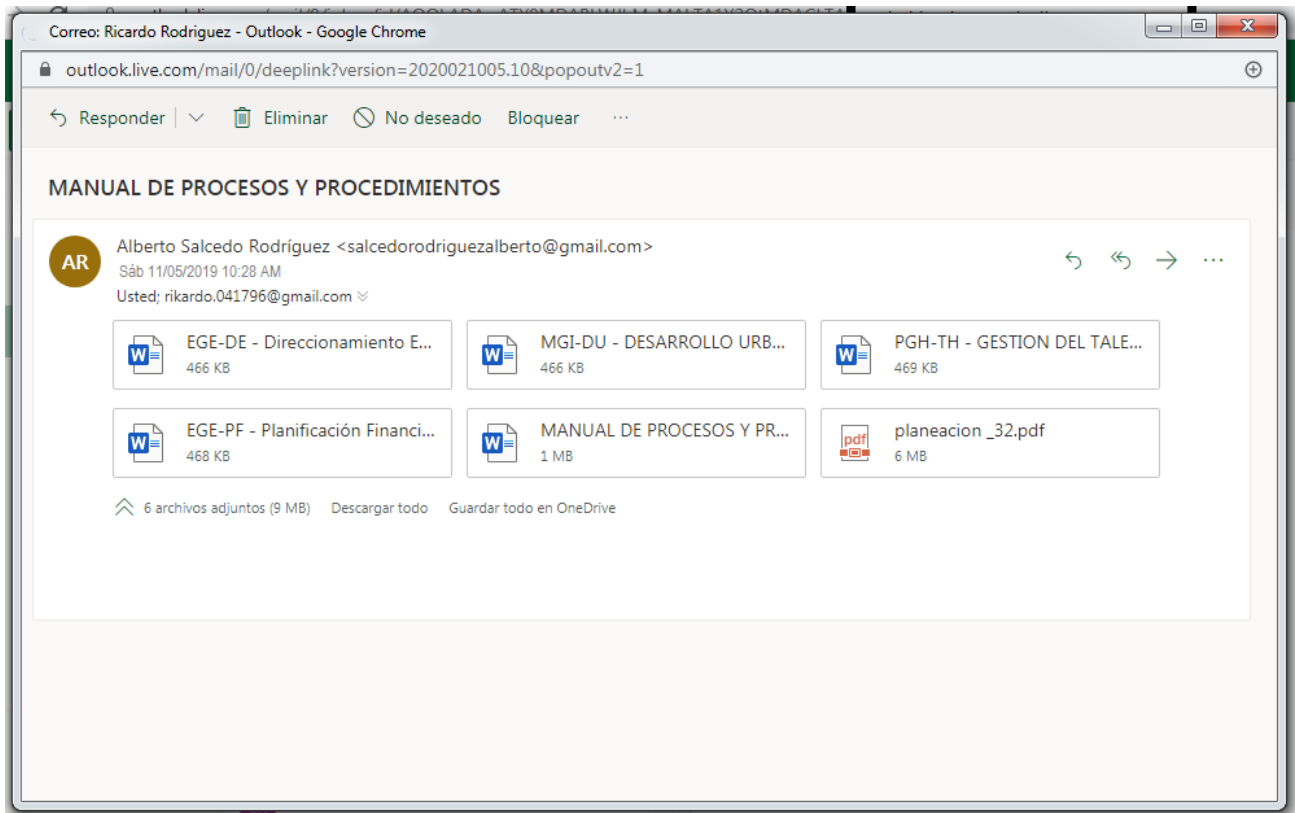 Correo: Ricardo Rodriguez - Outlook - Google Chrome
outlook.live.com/mail/0/deeplink?version=2020021005.10&popoutv2=1
Responder Eliminar No deseado Bloquear ...
MANUAL DE PROCESOS Y PROCEDIMIENTOS
AR
Alberto Salcedo Rodríguez <salcedorodriguezalberto@gmail.com>
Sáb 11/05/2019 10:28 AM
Usted; rikardo.041796@gmail.com
EGE-DE - Direccionamiento E...
466 KB
MGI-DU - DESARROLLO URB...
466 KB
PGH-TH - GESTION DEL TALE...
469 KB
EGE-PF - Planificación Financi...
468 KB
MANUAL DE PROCESOS Y PR...
1 MB
pdf
planeacion _32.pdf
6 MB
6 archivos adjuntos (9 MB) Descargar todo Guardar todo en OneDrive